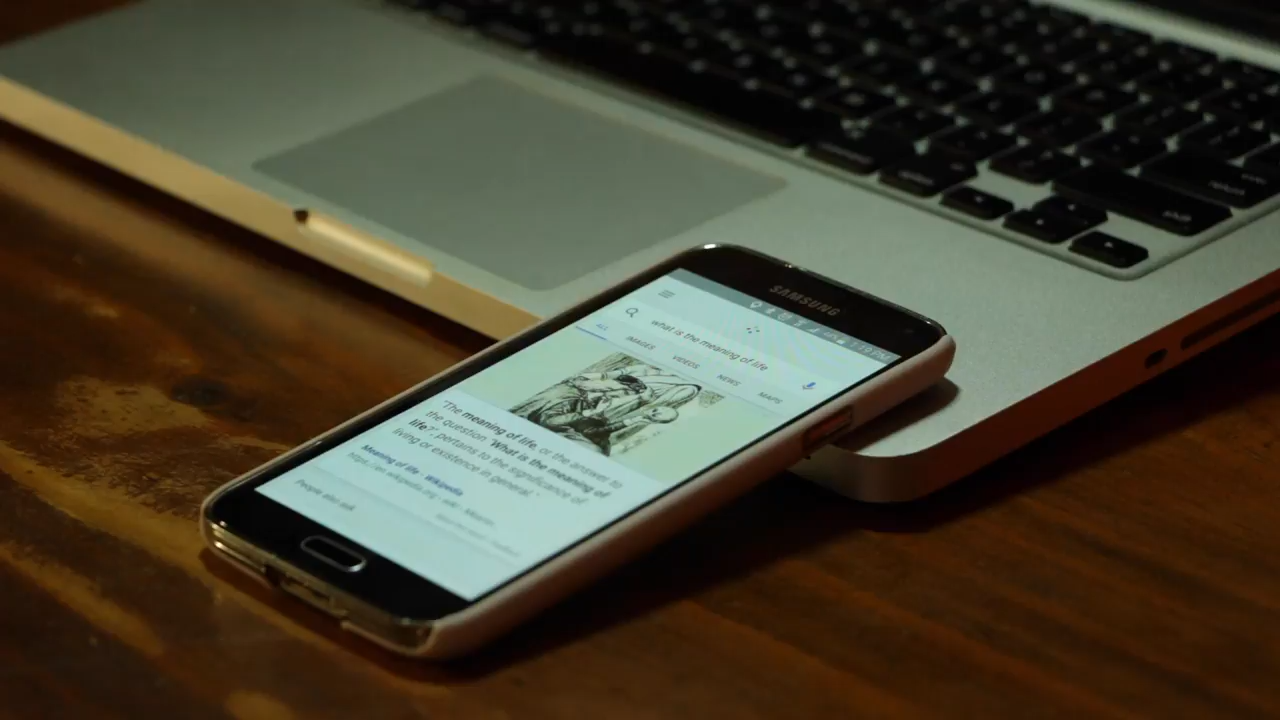 SAMSUNG
what is the meaning of life
ALL IMAGES VIDEOS NEWS MAPS
"The meaning of life, or the answer to
the question "What is the meaning of
life?", pertains to the significance of
living or existence in general."
Meaning of life - Wikipedia
https://en.wikipedia.org › wiki › Meanin...
People also ask